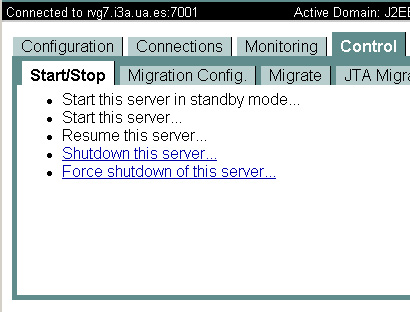 Connected to rvg7.i3a.ua.es:7001 Active Domain: J2EE
Configuration Connections Monitoring Control
Start/Stop Migration Config. Migrate JTA Migra
Start this server in standby mode...
Start this server...
Resume this server...
Shutdown this server...
Force shutdown of this server...